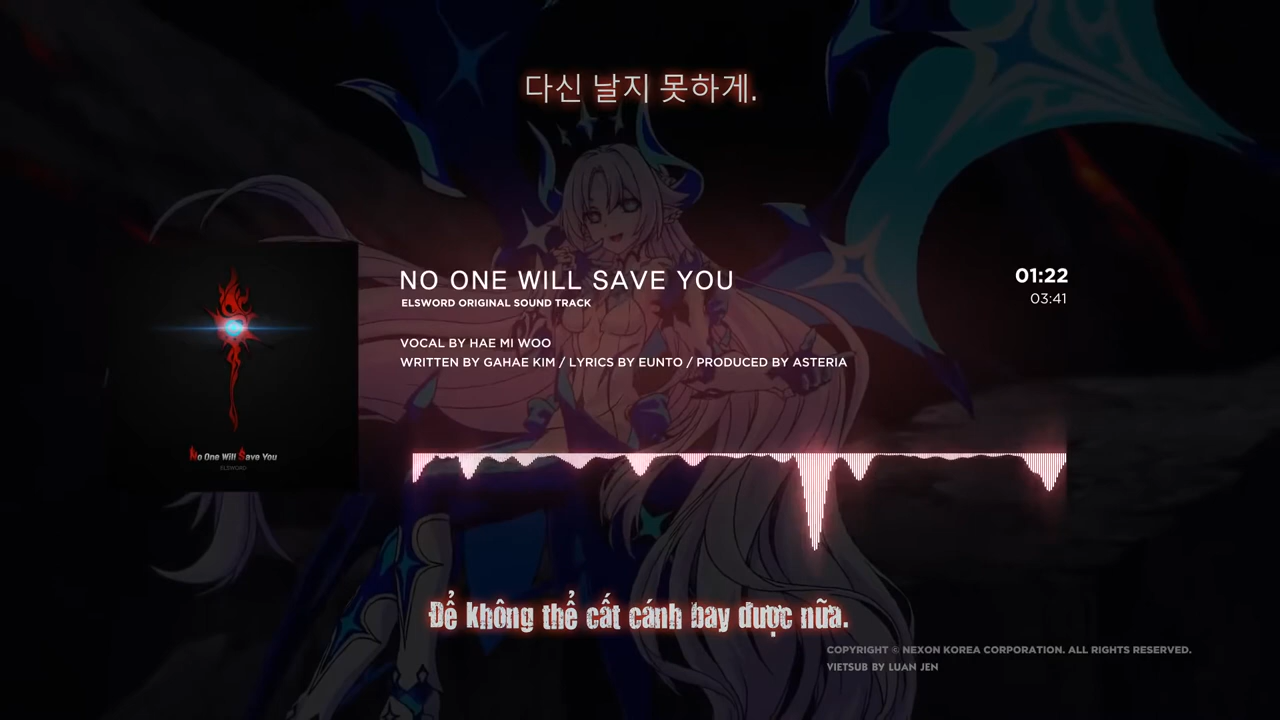 다신 날지 못하게.
NO ONE WILL SAVE YOU
ELSWORD ORIGINAL SOUND TRACK
01:22
03:41
VOCAL BY HAE MI WOO
WRITTEN BY GAHAE KIM / LYRICS BY EUNTO / PRODUCED BY ASTERIA
No One Will Save You
ELSWORD
Để không thể cất cánh bay được nữa.
COPYRIGHT © NEXON KOREA CORPORATION. ALL RIGHTS RESERVED.
VIETSUB BY LUAN JEN